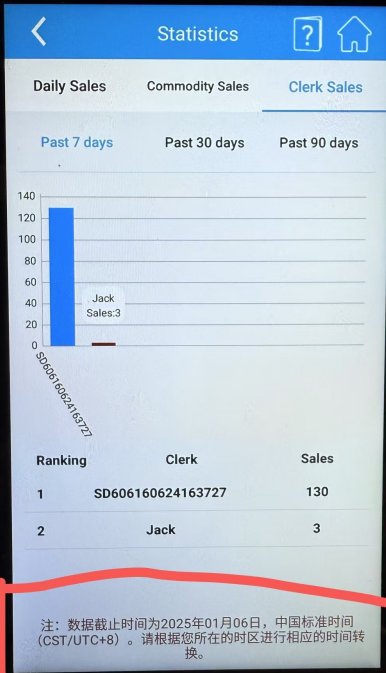 Statistics
?
Daily Sales Commodity Sales Clerk Sales
Past 7 days Past 30 days Past 90 days
140
120
100
80
60
40
20
0
Jack
Sales:3
SD606160624163727
Ranking Clerk Sales
1 SD606160624163727 130
2 Jack 3
注：数据截止时间为2025年01月06日，中国标准时间
（CST/UTC+8）。请根据您所在的时区进行相应的时间转
换。